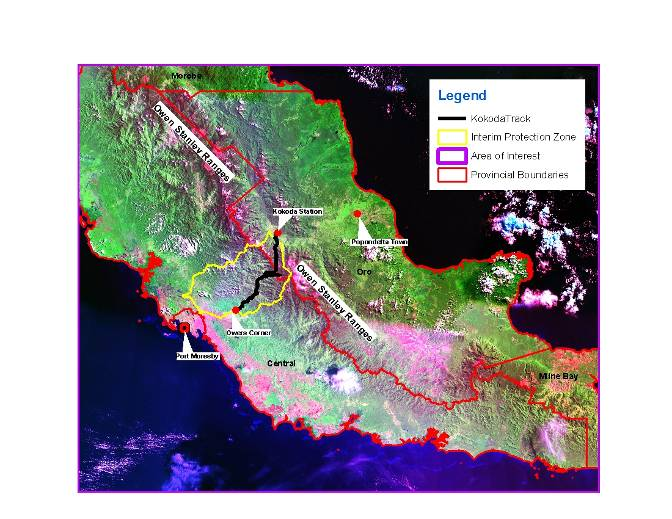 Legend
KokodaTrack
Interim Protection Zone
Area of Interest
Provincial Boundaries
Morobe
Owen Stanley Ranges
Kokoda Station
Popondetta Town
Oro
Owen Stanley Ranges
Owers Corner
Port Moresby
Central
Milne Bay